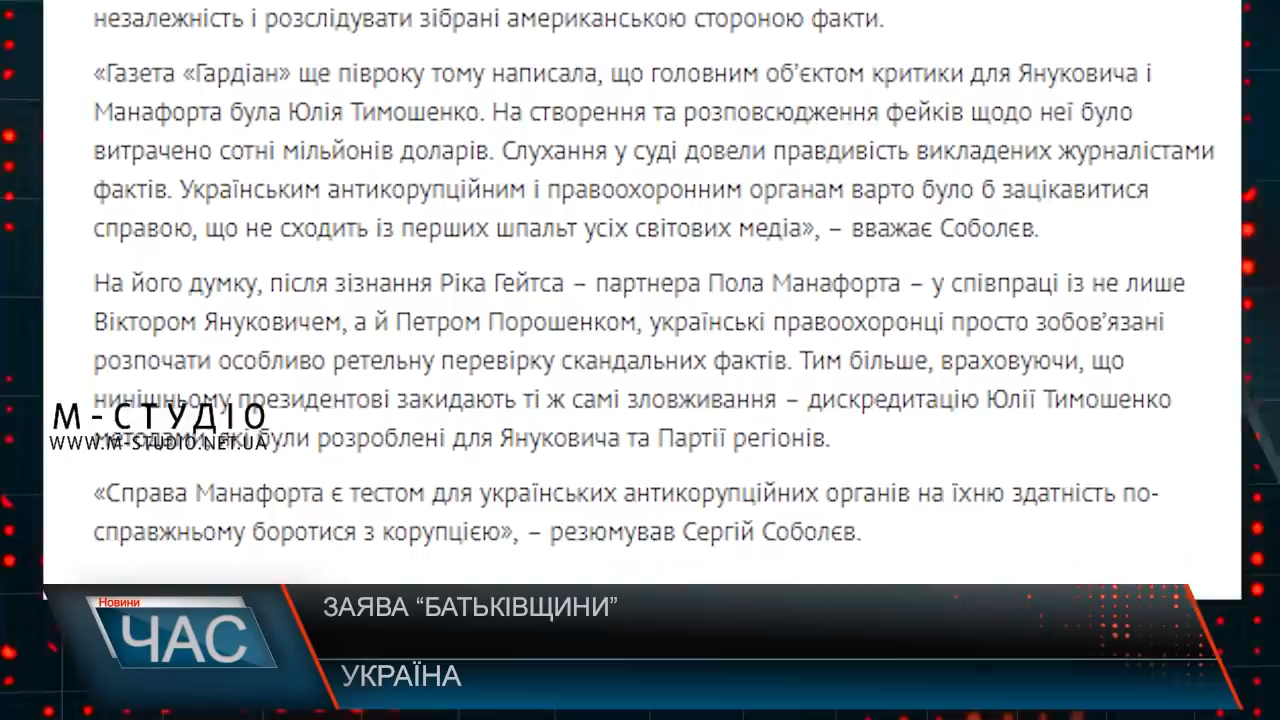 незалежність і розслідувати зібрані американською стороною факти.
«Газета «Гардіан» ще півроку тому написала, що головним об'єктом критики для Януковича і
Манафорта була Юлія Тимошенко. На створення та розповсюдження фейків щодо неї було
витрачено сотні мільйонів доларів. Слухання у суді довели правдивість викладених журналістами
фактів. Українським антикорупційним і правоохоронним органам варто було б зацікавитися
справою, що не сходить із перших шпальт усіх світових медіа», – вважає Соболєв.
На його думку, після зізнання Ріка Гейтса – партнера Пола Манафорта – у співпраці із не лише
Віктором Януковичем, а й Петром Порошенком, українські правоохоронці просто зобов'язані
розпочати особливо ретельну перевірку скандальних фактів. Тим більше, враховуючи, що
нинішньому президентові закидають ті ж самі зловживання – дискредитацію Юлії Тимошенко
М-СТУДІО
методами, які були розроблені для Януковича та Партії регіонів.
WWW.M-STUDIO.NET.UA
«Справа Манафорта є тестом для українських антикорупційних органів на їхню здатність по-
справжньому боротися з корупцією», – резюмував Сергій Соболєв.
Новини
ЧАС
ЗАЯВА “БАТЬКІВЩИНИ”
УКРАЇНА